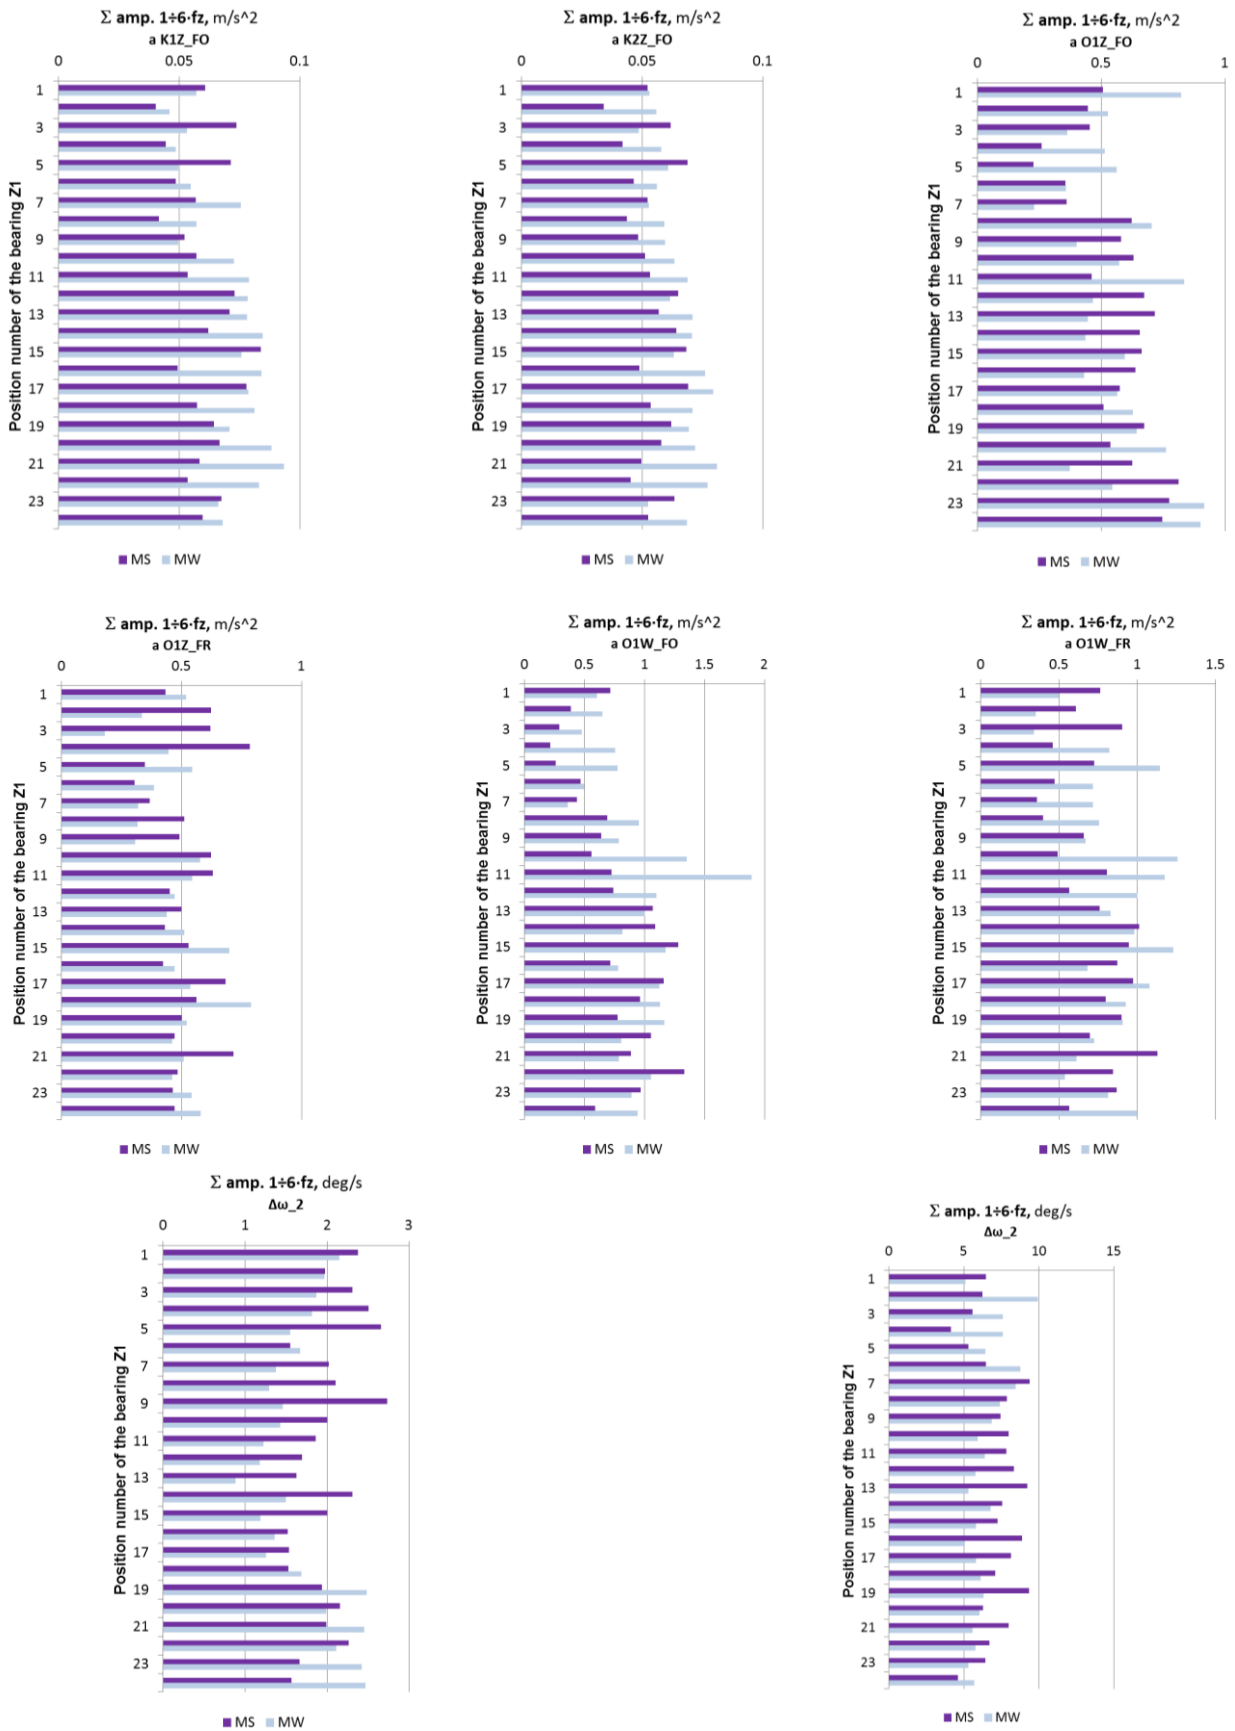 Σ amp. 1÷6·fz, m/s^2
a K1Z_FO
0 0.05 0.1
Position number of the bearing Z1
1
3
5
7
9
11
13
15
17
19
21
23
MS MW
Σ amp. 1÷6·fz, m/s^2
a K2Z_FO
0 0.05 0.1
Position number of the bearing Z1
1
3
5
7
9
11
13
15
17
19
21
23
MS MW
Σ amp. 1÷6·fz, m/s^2
a O1Z_FO
0 0.5 1
Position number of the bearing Z1
1
3
5
7
9
11
13
15
17
19
21
23
MS MW
Σ amp. 1÷6·fz, m/s^2
a O1Z_FR
0 0.5 1
Position number of the bearing Z1
1
3
5
7
9
11
13
15
17
19
21
23
MS MW
Σ amp. 1÷6·fz, m/s^2
a O1W_FO
0 0.5 1 1.5 2
Position number of the bearing Z1
1
3
5
7
9
11
13
15
17
19
21
23
MS MW
Σ amp. 1÷6·fz, m/s^2
a O1W_FR
0 0.5 1 1.5
Position number of the bearing Z1
1
3
5
7
9
11
13
15
17
19
21
23
MS MW
Σ amp. 1÷6·fz, deg/s
Δω_2
0 1 2 3
Position number of the bearing Z1
1
3
5
7
9
11
13
15
17
19
21
23
MS MW
Σ amp. 1÷6·fz, deg/s
Δω_2
0 5 10 15
Position number of the bearing Z1
1
3
5
7
9
11
13
15
17
19
21
23
MS MW